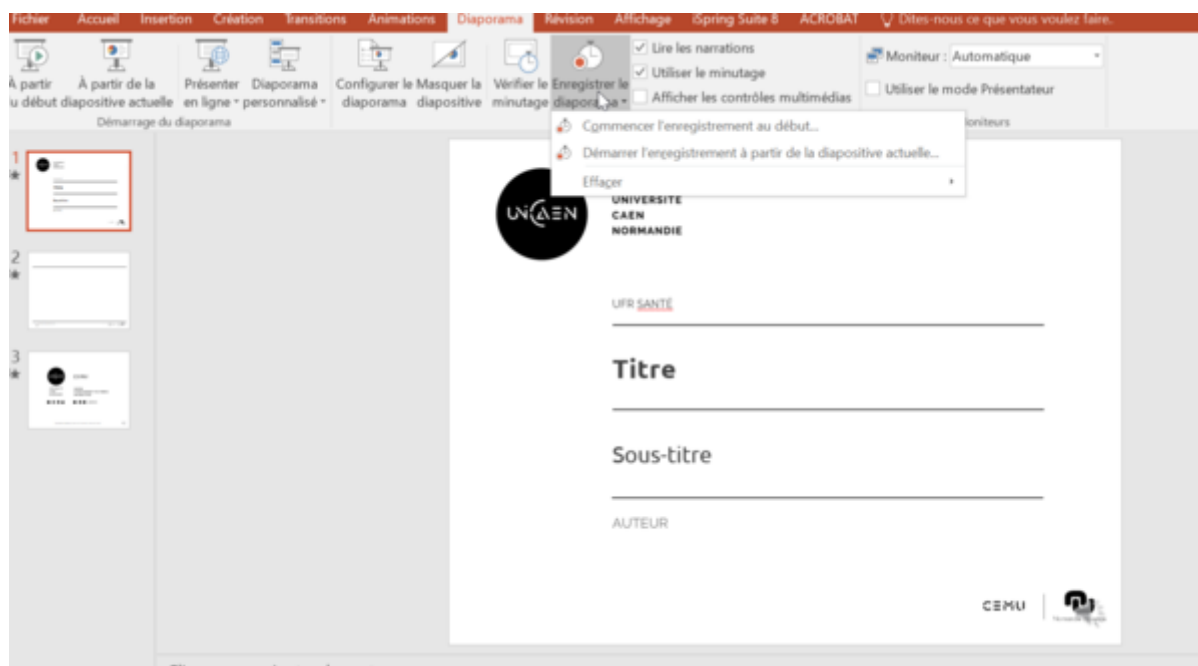 Fichier Accueil Insertion Création Transitions Animations Diaporama Révision Affichage iSpring Suite 8 ACROBAT Dites-nous ce que vous voulez faire.
À partir
du début
À partir de la
diapositive actuelle
Présenter
en ligne
Diaporama
personnalisé
Démarrage du diaporama
Configurer le
diaporama
Masquer la
diapositive
Vérifier le
minutage
Enregistrer le
diaporama
Lire les narrations
Utiliser le minutage
Afficher les contrôles multimédias
Moniteur : Automatique
Utiliser le mode Présentateur
Moniteurs
Commencer l'enregistrement au début...
Démarrer l'enregistrement à partir de la diapositive actuelle...
Effacer
1
2
3
UNICAEN
UNIVERSITÉ
CAEN
NORMANDIE
UFR SANTÉ
Titre
Sous-titre
AUTEUR
CEMU